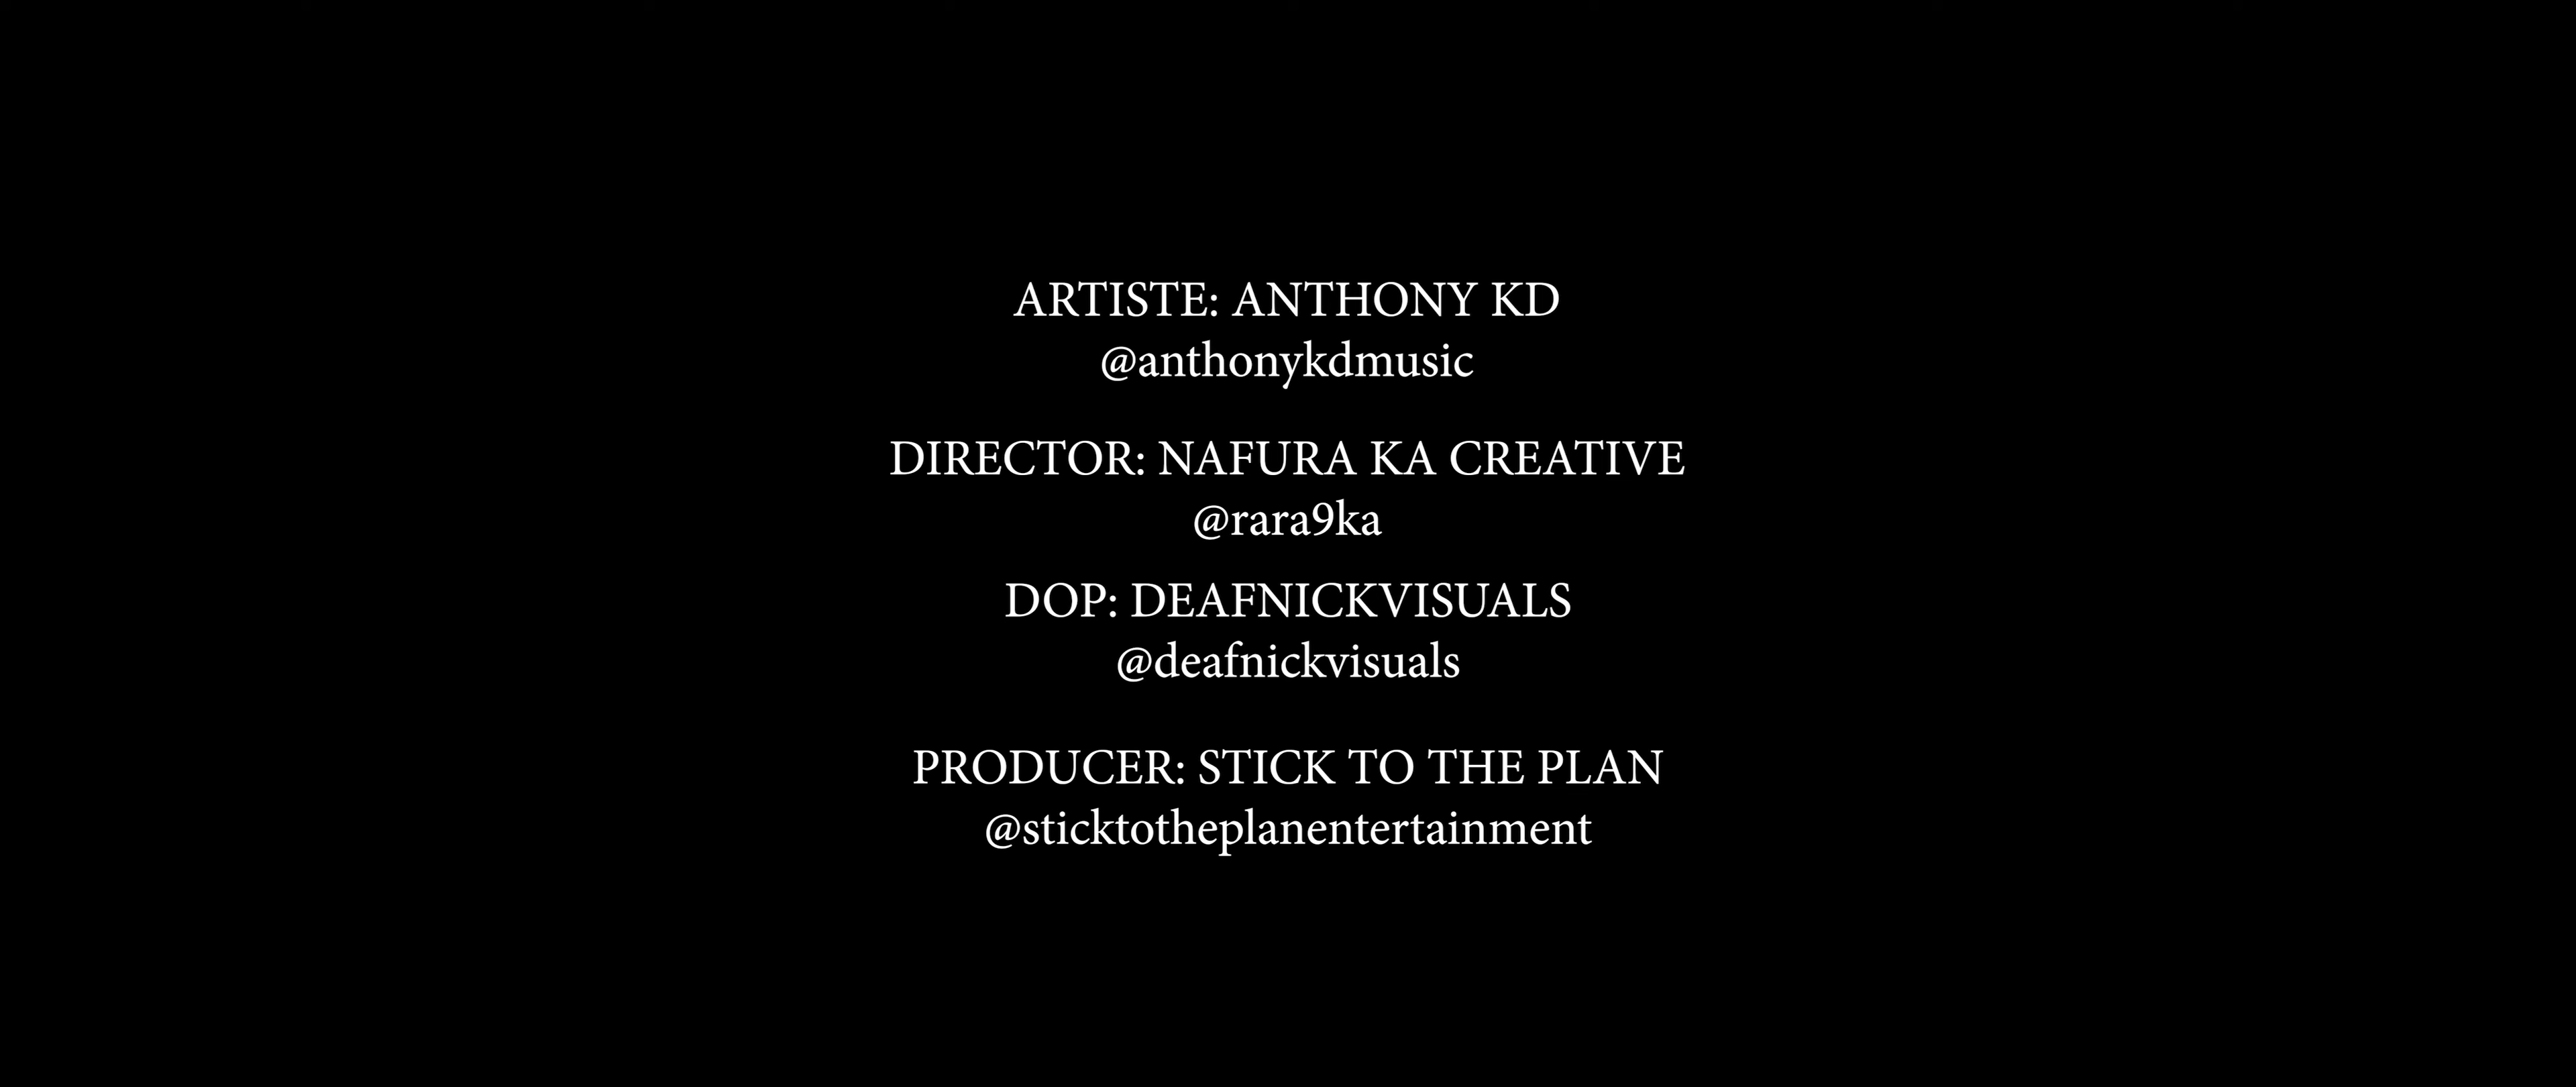 ARTISTE: ANTHONY KD
@anthonykdmusic
DIRECTOR: NAFURA KA CREATIVE
@rara9ka
DOP: DEAFNICKVISUALS
@deafnickvisuals
PRODUCER: STICK TO THE PLAN
@sticktotheplanentertainment